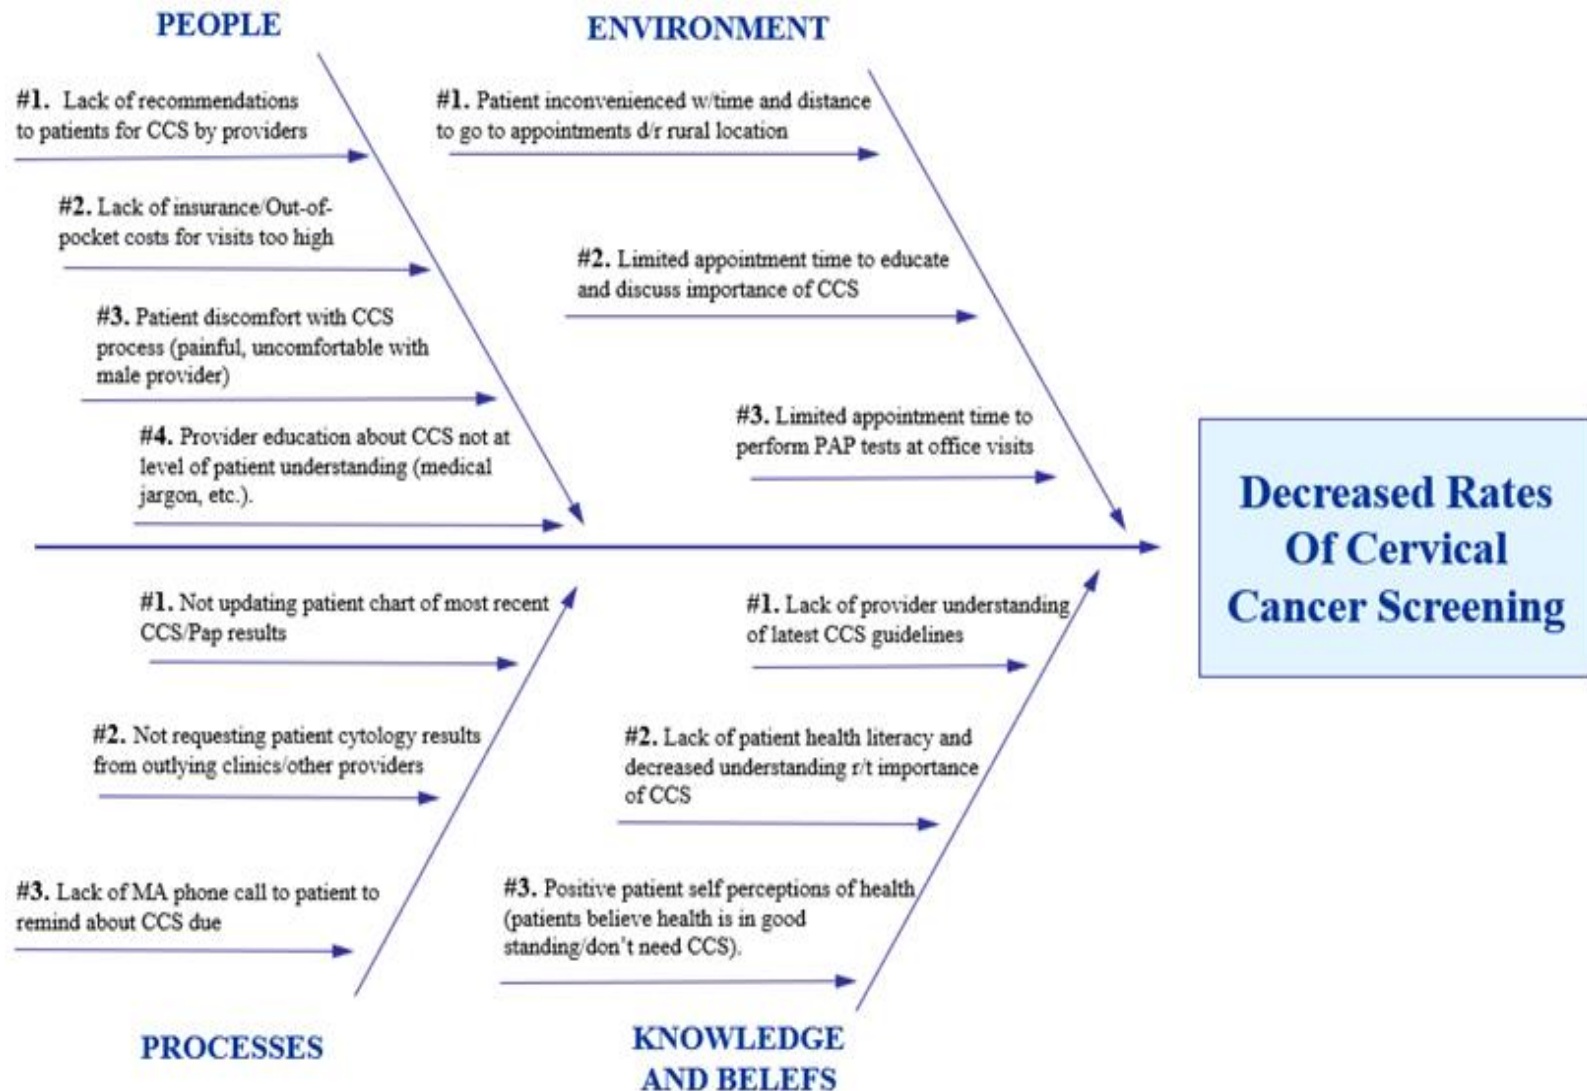 PEOPLE
#1. Lack of recommendations
to patients for CCS by providers
#2. Lack of insurance/Out-of-
pocket costs for visits too high
#3. Patient discomfort with CCS
process (painful, uncomfortable with
male provider)
#4. Provider education about CCS not at
level of patient understanding (medical
jargon, etc.).
ENVIRONMENT
#1. Patient inconvenienced w/time and distance
to go to appointments d/r rural location
#2. Limited appointment time to educate
and discuss importance of CCS
#3. Limited appointment time to
perform PAP tests at office visits
Decreased Rates
Of Cervical
Cancer Screening
#1. Not updating patient chart of most recent
CCS/Pap results
#2. Not requesting patient cytology results
from outlying clinics/other providers
#3. Lack of MA phone call to patient to
remind about CCS due
PROCESSES
#1. Lack of provider understanding
of latest CCS guidelines
#2. Lack of patient health literacy and
decreased understanding r/t importance
of CCS
#3. Positive patient self perceptions of health
(patients believe health is in good
standing/don't need CCS).
KNOWLEDGE
AND BELEFS